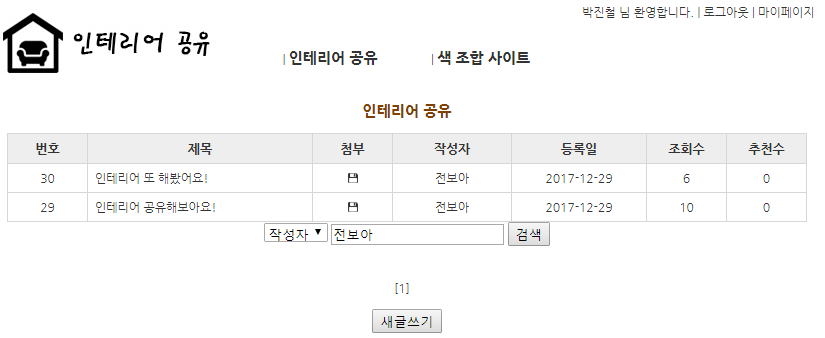 박진철 님 환영합니다. | 로그아웃 | 마이페이지
인테리어 공유
| 인테리어 공유 | 색 조합 사이트
인테리어 공유
번호 제목 첨부 작성자 등록일 조회수 추천수
30 인테리어 또 해봤어요! 전보아 2017-12-29 6 0
29 인테리어 공유해보아요! 전보아 2017-12-29 10 0
작성자 전보아 검색
[1]
새글쓰기